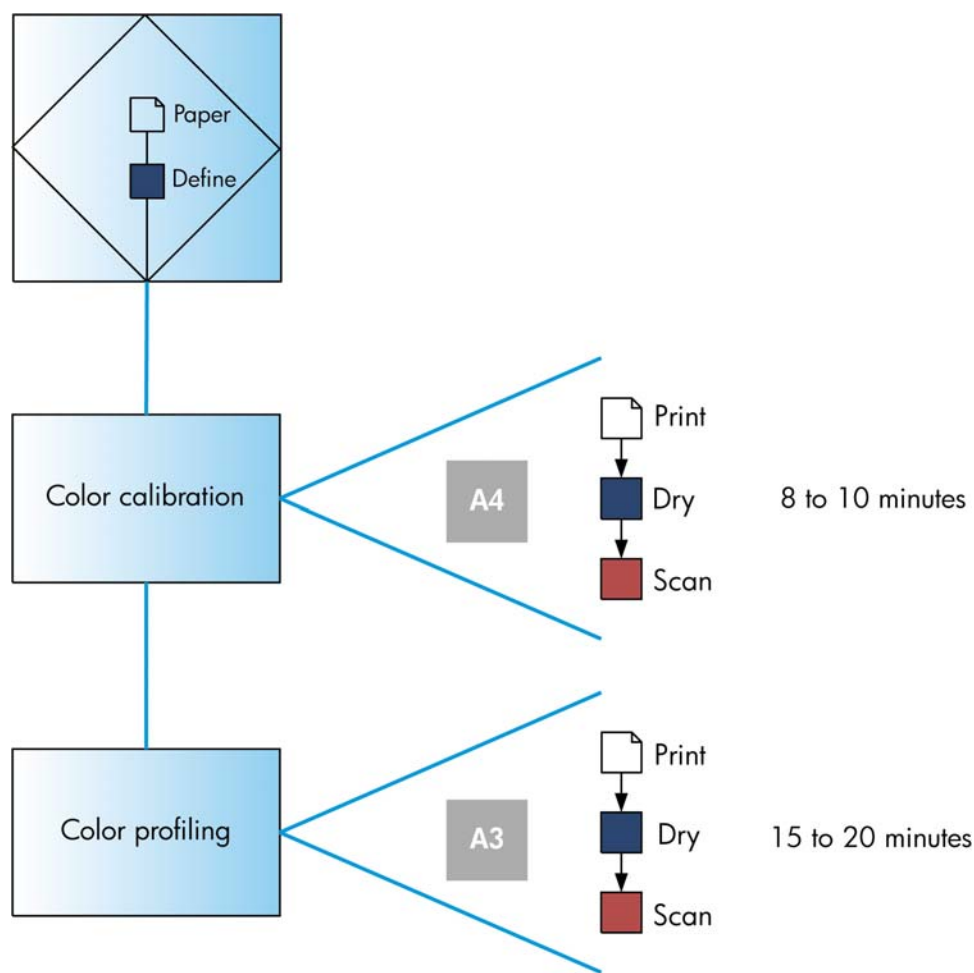 Paper
Define
Color calibration
A4
Print
Dry
Scan
8 to 10 minutes
Color profiling
A3
Print
Dry
Scan
15 to 20 minutes